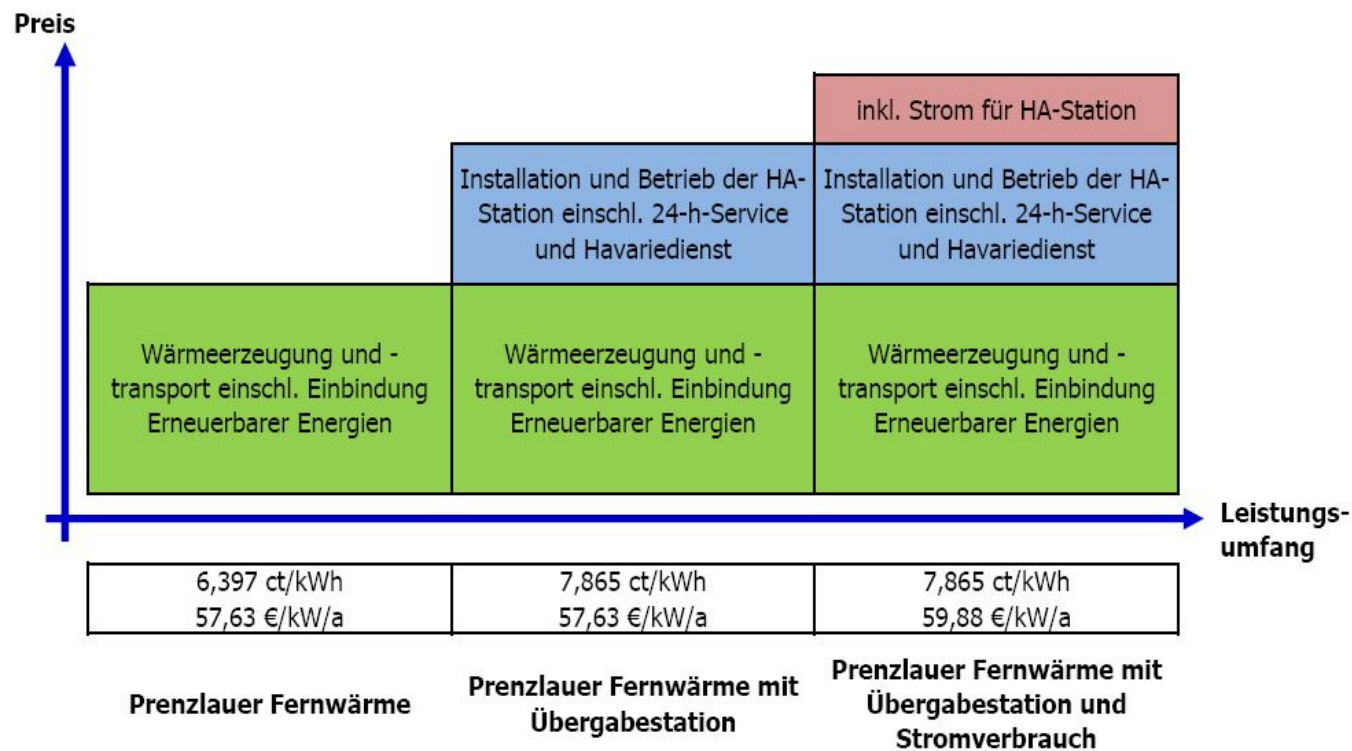 Preis
inkl. Strom für HA-Station
Installation und Betrieb der HA-
Station einschl. 24-h-Service
und Havariedienst
Installation und Betrieb der HA-
Station einschl. 24-h-Service
und Havariedienst
Wärmeerzeugung und -
transport einschl. Einbindung
Erneuerbarer Energien
Wärmeerzeugung und -
transport einschl. Einbindung
Erneuerbarer Energien
Wärmeerzeugung und -
transport einschl. Einbindung
Erneuerbarer Energien
Leistungs-
umfang
6,397 ct/kWh
57,63 €/kW/a
7,865 ct/kWh
57,63 €/kW/a
7,865 ct/kWh
59,88 €/kW/a
Prenzlauer Fernwärme
Prenzlauer Fernwärme mit
Übergabestation
Prenzlauer Fernwärme mit
Übergabestation und
Stromverbrauch